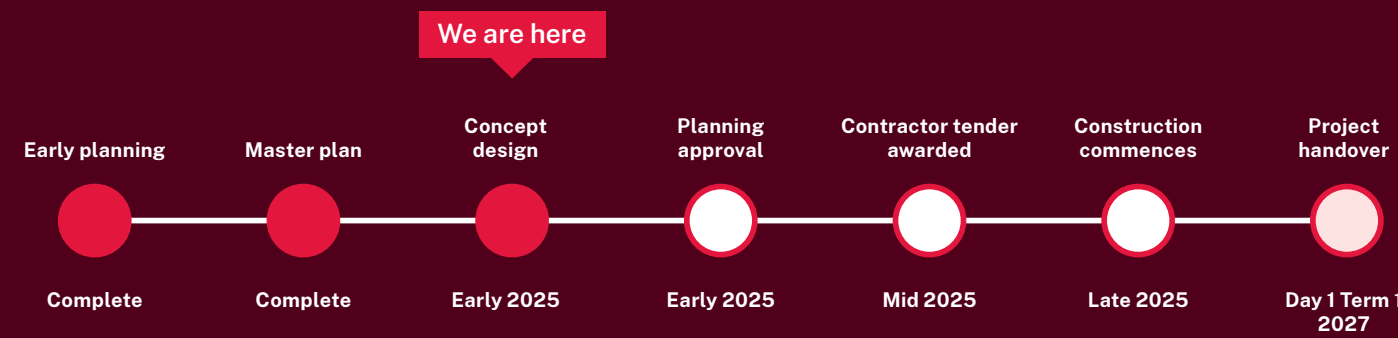 We are here
Early planning
Master plan
Concept
design
Planning
approval
Contractor tender
awarded
Construction
commences
Project
handover
Complete
Complete
Early 2025
Early 2025
Mid 2025
Late 2025
Day 1 Term 1
2027